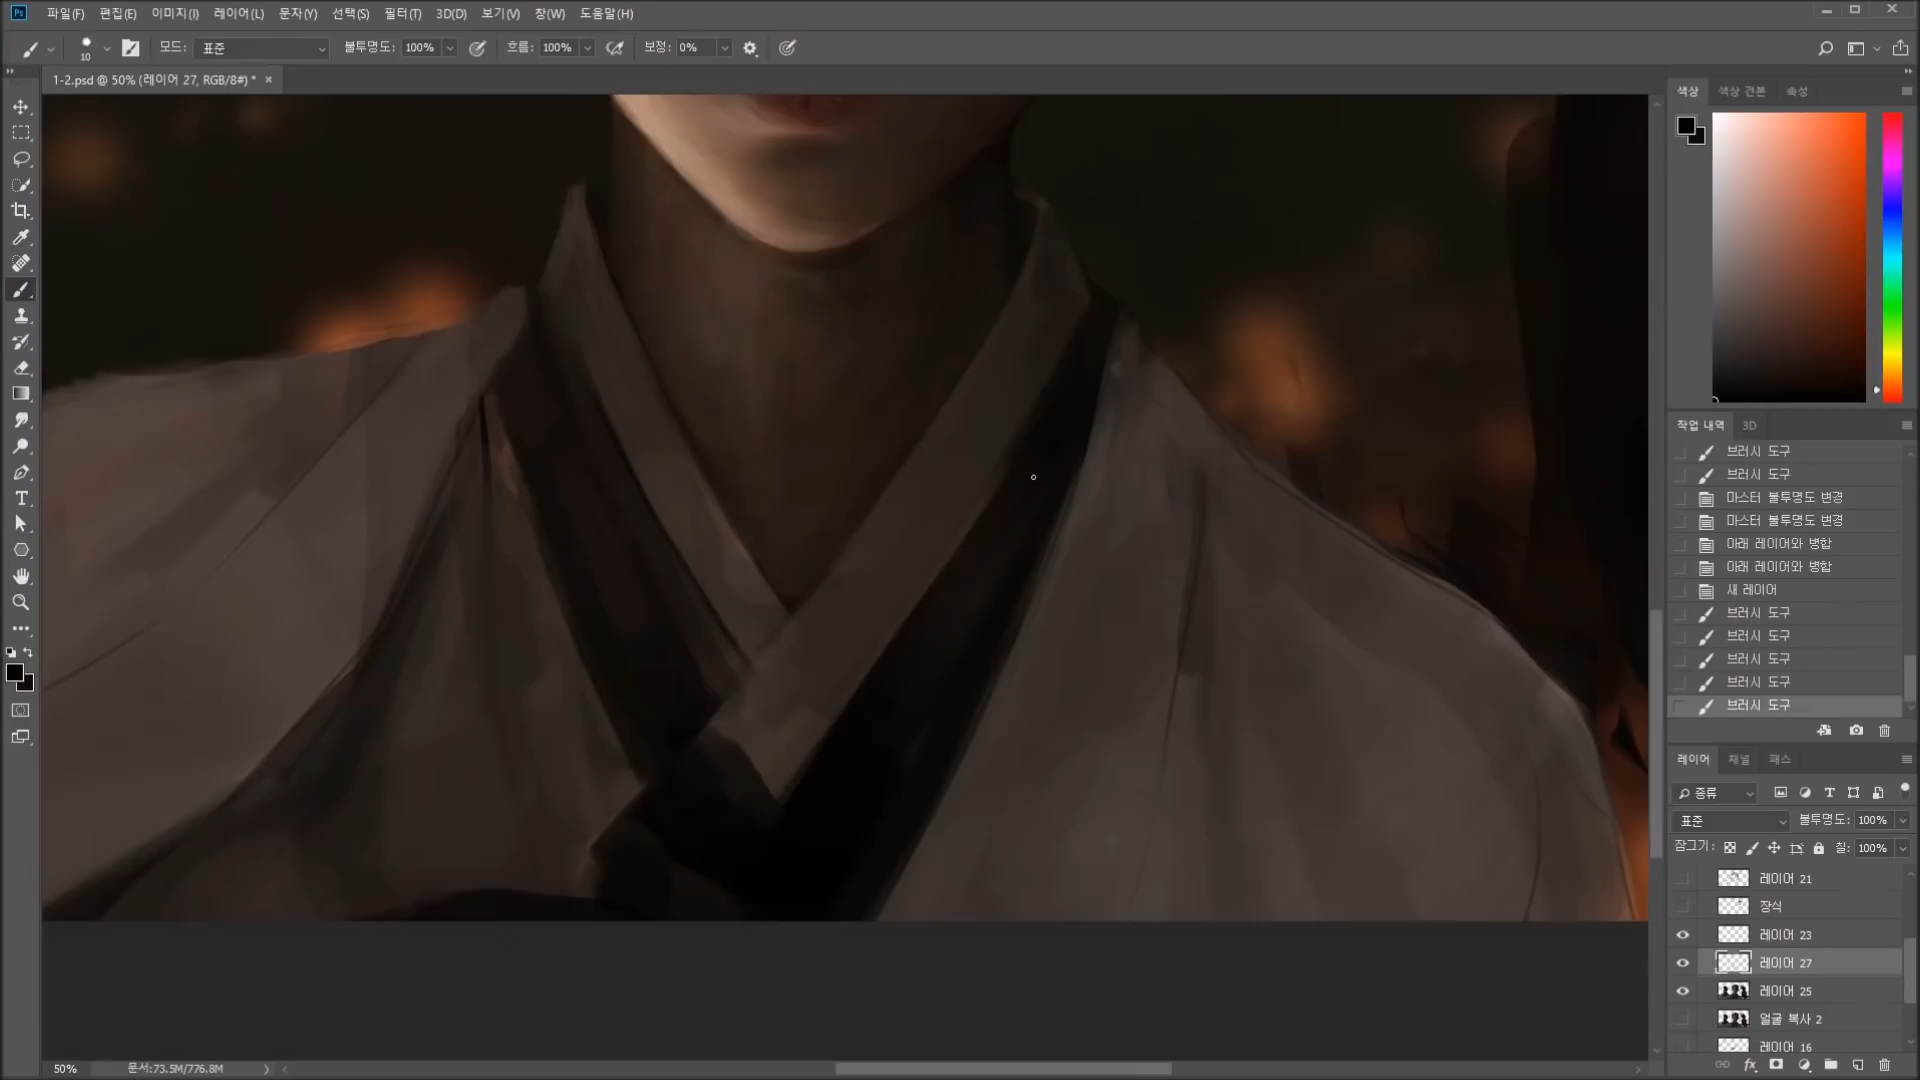 Ps 파일(F) 편집(E) 이미지(I) 레이어(L) 문자(Y) 선택(S) 필터(T) 3D(D) 보기(V) 창(W) 도움말(H)
10 모드: 표준 불투명도: 100% 흐름: 100% 보정: 0%
1-2.psd @ 50% (레이어 27, RGB/8#) * ×
색상 색상 견본 속성
작업 내역 3D
브러시 도구
브러시 도구
마스터 불투명도 변경
마스터 불투명도 변경
아래 레이어와 병합
아래 레이어와 병합
새 레이어
브러시 도구
브러시 도구
브러시 도구
브러시 도구
브러시 도구
레이어 채널 패스
종류
표준 불투명도: 100%
잠그기: 칠: 100%
레이어 21
장식
레이어 23
레이어 27
레이어 25
얼굴 복사 2
레이어 16
fx
50% 문서:73.5M/776.8M